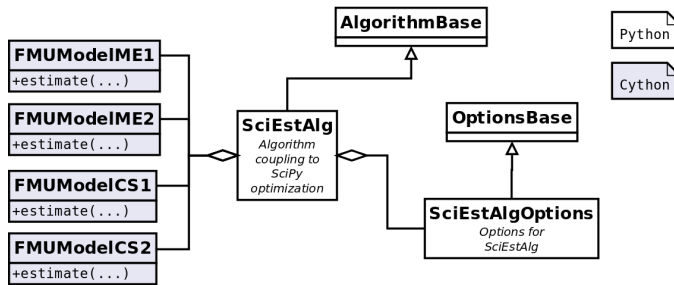 AlgorithmBase
Python
FMUModelME1
+estimate(...)
Cython
FMUModelME2
+estimate(...)
SciEstAlg
Algorithm
coupling to
SciPy
optimization
OptionsBase
FMUModelCS1
+estimate(...)
SciEstAlgOptions
Options for
SciEstAlg
FMUModelCS2
+estimate(...)